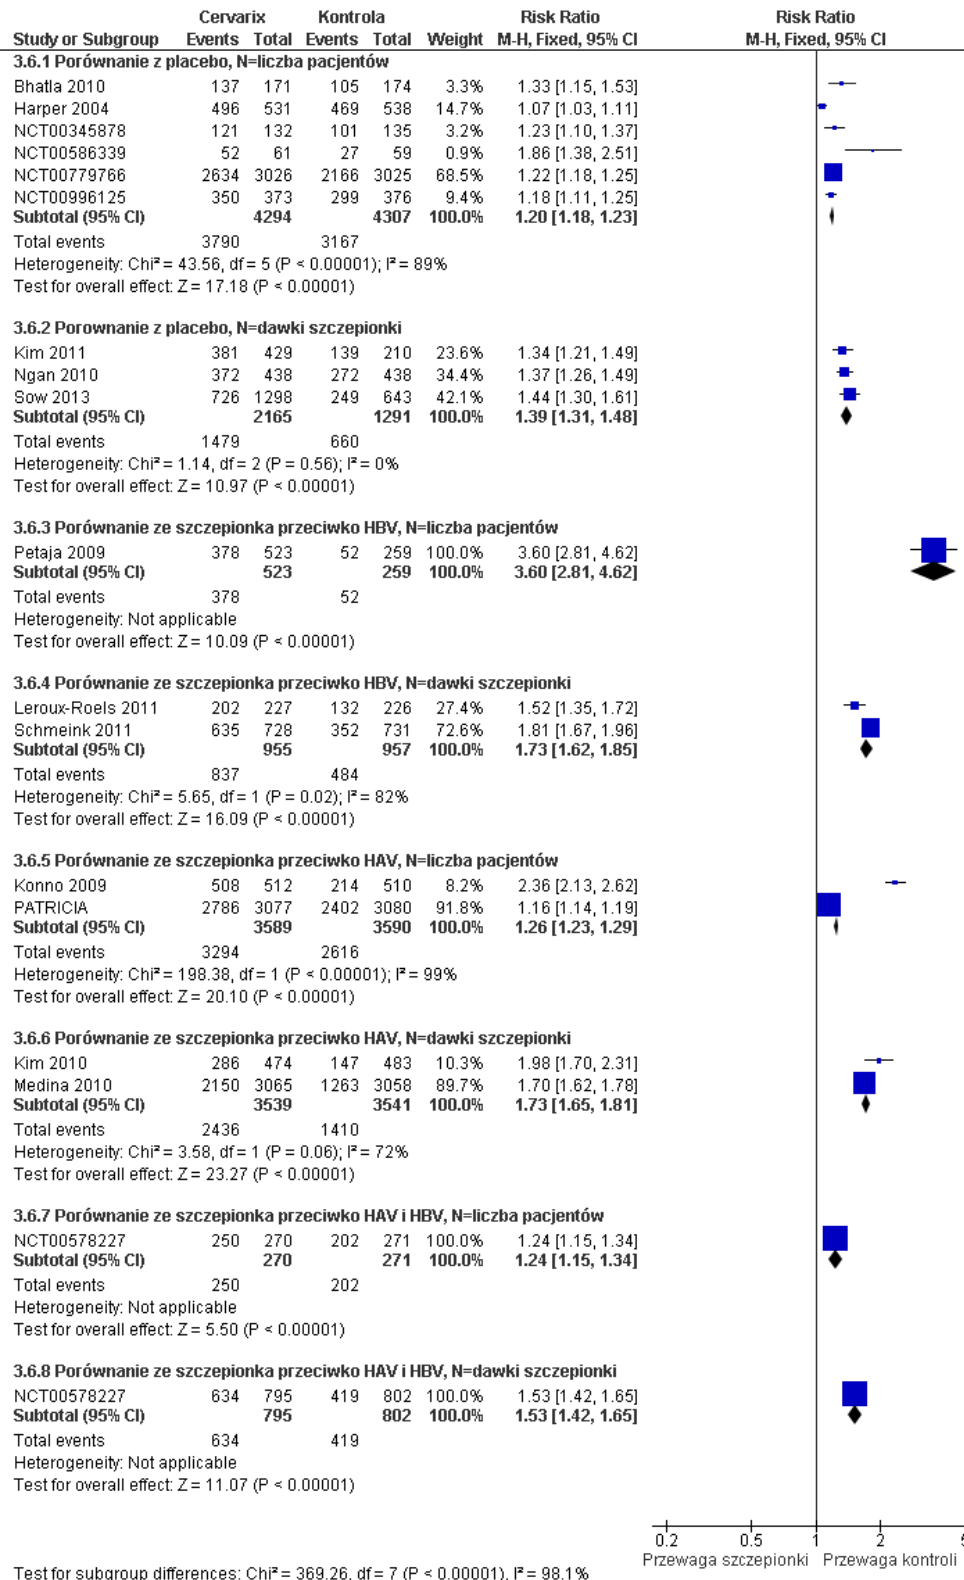 Cervarix Kontrola Risk Ratio Risk Ratio
Study or Subgroup Events Total Events Total Weight M-H, Fixed, 95% CI M-H, Fixed, 95% CI
3.6.1 Porównanie z placebo, N=liczba pacjentów
Bhatla 2010 137 171 105 174 3.3% 1.33 [1.15, 1.53]
Harper 2004 496 531 469 538 14.7% 1.07 [1.03, 1.11]
NCT00345878 121 132 101 135 3.2% 1.23 [1.10, 1.37]
NCT00586339 52 61 27 59 0.9% 1.86 [1.38, 2.51]
NCT00779766 2634 3026 2166 3025 68.5% 1.22 [1.18, 1.25]
NCT00996125 350 373 299 376 9.4% 1.18 [1.11, 1.25]
Subtotal (95% CI) 4294 4307 100.0% 1.20 [1.18, 1.23]
Total events 3790 3167
Heterogeneity: Chi² = 43.56, df = 5 (P < 0.00001); I² = 89%
Test for overall effect: Z = 17.18 (P < 0.00001)
3.6.2 Porownanie z placebo, N=dawki szczepionki
Kim 2011 381 429 139 210 23.6% 1.34 [1.21, 1.49]
Ngan 2010 372 438 272 438 34.4% 1.37 [1.26, 1.49]
Sow 2013 726 1298 249 643 42.1% 1.44 [1.30, 1.61]
Subtotal (95% CI) 2165 1291 100.0% 1.39 [1.31, 1.48]
Total events 1479 660
Heterogeneity: Chi² = 1.14, df = 2 (P = 0.56); I² = 0%
Test for overall effect: Z = 10.97 (P < 0.00001)
3.6.3 Porównanie ze szczepionka przeciwko HBV, N=liczba pacjentów
Petaja 2009 378 523 52 259 100.0% 3.60 [2.81, 4.62]
Subtotal (95% CI) 523 259 100.0% 3.60 [2.81, 4.62]
Total events 378 52
Heterogeneity: Not applicable
Test for overall effect: Z = 10.09 (P < 0.00001)
3.6.4 Porównanie ze szczepionka przeciwko HBV, N=dawki szczepionki
Leroux-Roels 2011 202 227 132 226 27.4% 1.52 [1.35, 1.72]
Schmeink 2011 635 728 352 731 72.6% 1.81 [1.67, 1.96]
Subtotal (95% CI) 955 957 100.0% 1.73 [1.62, 1.85]
Total events 837 484
Heterogeneity: Chi² = 5.65, df = 1 (P = 0.02); I² = 82%
Test for overall effect: Z = 16.09 (P < 0.00001)
3.6.5 Porównanie ze szczepionka przeciwko HAV, N=liczba pacjentów
Konno 2009 508 512 214 510 8.2% 2.36 [2.13, 2.62]
PATRICIA 2786 3077 2402 3080 91.8% 1.16 [1.14, 1.19]
Subtotal (95% CI) 3589 3590 100.0% 1.26 [1.23, 1.29]
Total events 3294 2616
Heterogeneity: Chi² = 198.38, df = 1 (P < 0.00001); I² = 99%
Test for overall effect: Z = 20.10 (P < 0.00001)
3.6.6 Porównanie ze szczepionka przeciwko HAV, N=dawki szczepionki
Kim 2010 286 474 147 483 10.3% 1.98 [1.70, 2.31]
Medina 2010 2150 3065 1263 3058 89.7% 1.70 [1.62, 1.78]
Subtotal (95% CI) 3539 3541 100.0% 1.73 [1.65, 1.81]
Total events 2436 1410
Heterogeneity: Chi² = 3.58, df = 1 (P = 0.06); I² = 72%
Test for overall effect: Z = 23.27 (P < 0.00001)
3.6.7 Porównanie ze szczepionka przeciwko HAV i HBV, N=liczba pacjentów
NCT00578227 250 270 202 271 100.0% 1.24 [1.15, 1.34]
Subtotal (95% CI) 270 271 100.0% 1.24 [1.15, 1.34]
Total events 250 202
Heterogeneity: Not applicable
Test for overall effect: Z = 5.50 (P < 0.00001)
3.6.8 Porównanie ze szczepionka przeciwko HAV i HBV, N=dawki szczepionki
NCT00578227 634 795 419 802 100.0% 1.53 [1.42, 1.65]
Subtotal (95% CI) 795 802 100.0% 1.53 [1.42, 1.65]
Total events 634 419
Heterogeneity: Not applicable
Test for overall effect: Z = 11.07 (P < 0.00001)
0.2 0.5 1 2 5
Przewaga szczepionki Przewaga kontroli
Test for subgroup differences: Chi² = 369.26, df = 7 (P < 0.00001), I² = 98.1%